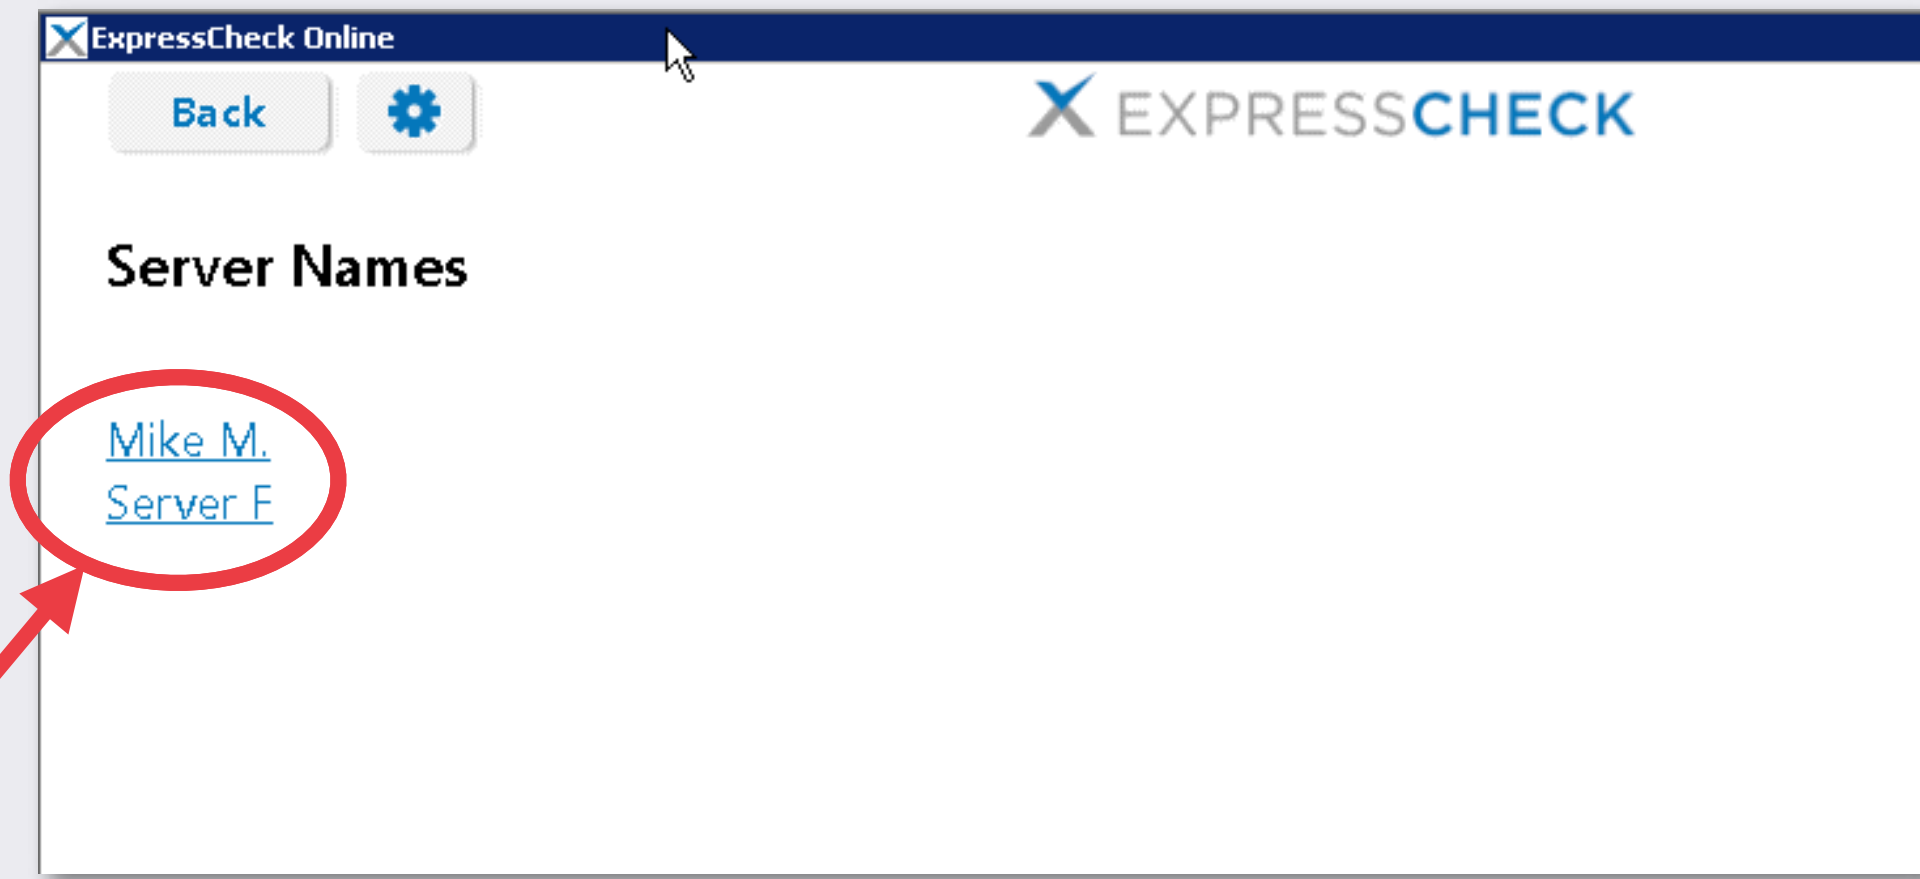 ExpressCheck Online
Back
EXPRESSCHECK
Server Names
Mike M.
Server F